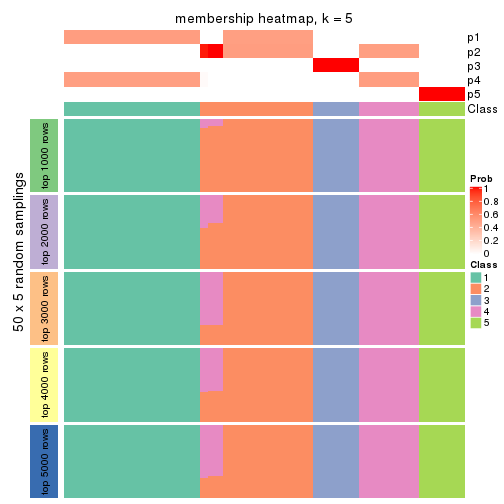 membership heatmap, k = 5
p1
p2
p3
p4
p5
Class
50 x 5 random samplings
top 1000 rows
top 2000 rows
top 3000 rows
top 4000 rows
top 5000 rows
Prob
1
0.8
0.6
0.4
0.2
0
Class
1
2
3
4
5